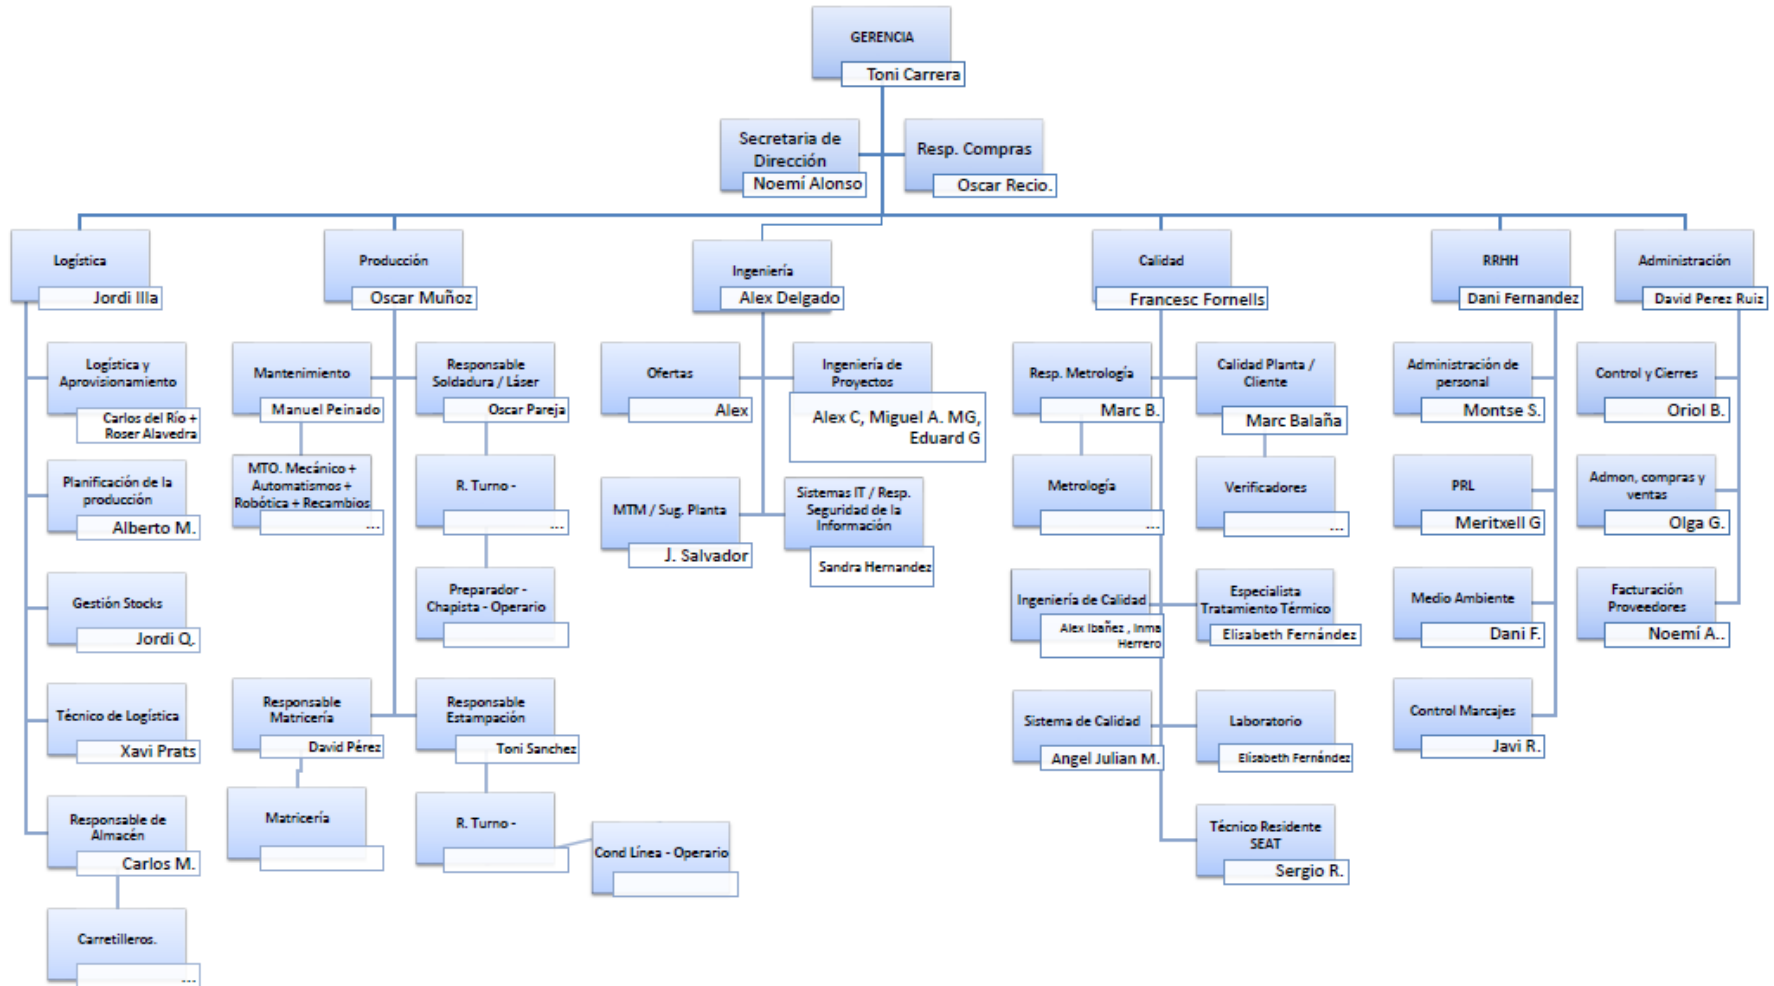 GERENCIA
Toni Carrera
Secretaria de
Dirección
Noemí Alonso
Resp. Compras
Oscar Recio.
Logística
Jordi Illa
Producción
Oscar Muñoz
Ingeniería
Alex Delgado
Calidad
Francesc Fornells
RRHH
Dani Fernandez
Administración
David Perez Ruiz
Logística y
Aprovisionamiento
Carlos del Río +
Roser Alavedra
Planificación de la
producción
Alberto M.
Gestión Stocks
Jordi Q.
Técnico de Logística
Xavi Prats
Responsable de
Almacén
Carlos M.
Carretilleros.
...
Mantenimiento
Manuel Peinado
MTO. Mecánico +
Automatismos +
Robótica + Recambios
...
Responsable
Soldadura / Láser
Oscar Pareja
R. Turno -
...
Preparador -
Chapista - Operario
Responsable
Matricería
David Pérez
Matricería
Responsable
Estampación
Toni Sanchez
R. Turno -
Cond Línea - Operario
Ofertas
Alex
Ingeniería de
Proyectos
Alex C, Miguel A. MG,
Eduard G
MTM / Sug. Planta
J. Salvador
Sistemas IT / Resp.
Seguridad de la
Información
Sandra Hernandez
Resp. Metrología
Marc B.
Metrología
...
Calidad Planta /
Cliente
Marc Balaña
Verificadores
...
Ingeniería de Calidad
Alex Ibañez , Inma
Herrero
Especialista
Tratamiento Térmico
Elisabeth Fernández
Sistema de Calidad
Angel Julian M.
Laboratorio
Elisabeth Fernández
Técnico Residente
SEAT
Sergio R.
Administración de
personal
Montse S.
PRL
Meritxell G
Medio Ambiente
Dani F.
Control Marcajes
Javi R.
Control y Cierres
Oriol B.
Admon, compras y
ventas
Olga G.
Facturación
Proveedores
Noemí A..